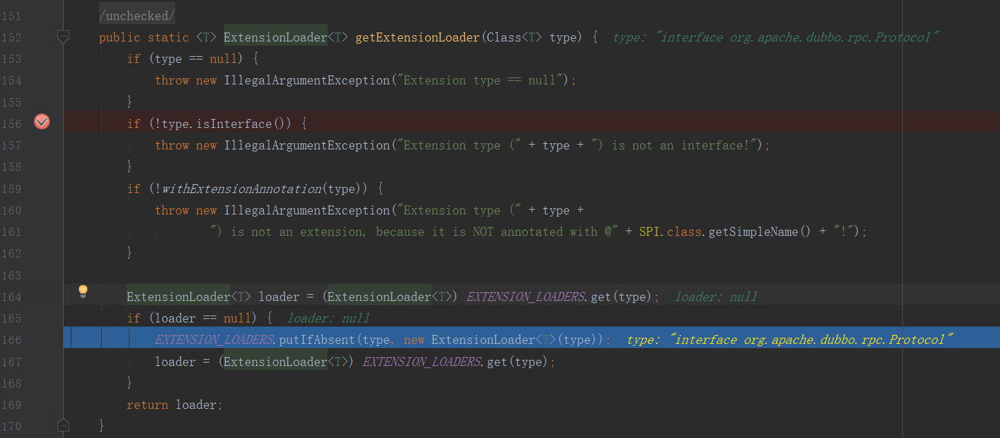 151 /unchecked/
152 public static <T> ExtensionLoader<T> getExtensionLoader(Class<T> type) { type: "interface org.apache.dubbo.rpc.Protocol"
153 if (type == null) {
154 throw new IllegalArgumentException("Extension type == null");
155 }
156 if (!type.isInterface()) {
157 throw new IllegalArgumentException("Extension type (" + type + ") is not an interface!");
158 }
159 if (!withExtensionAnnotation(type)) {
160 throw new IllegalArgumentException("Extension type (" + type +
161 ") is not an extension, because it is NOT annotated with @" + SPI.class.getSimpleName() + "!");
162 }
163
164 ExtensionLoader<T> loader = (ExtensionLoader<T>) EXTENSION_LOADERS.get(type); loader: null
165 if (loader == null) { loader: null
166 EXTENSION_LOADERS.putIfAbsent(type, new ExtensionLoader<T>(type)); type: "interface org.apache.dubbo.rpc.Protocol"
167 loader = (ExtensionLoader<T>) EXTENSION_LOADERS.get(type);
168 }
169 return loader;
170 }